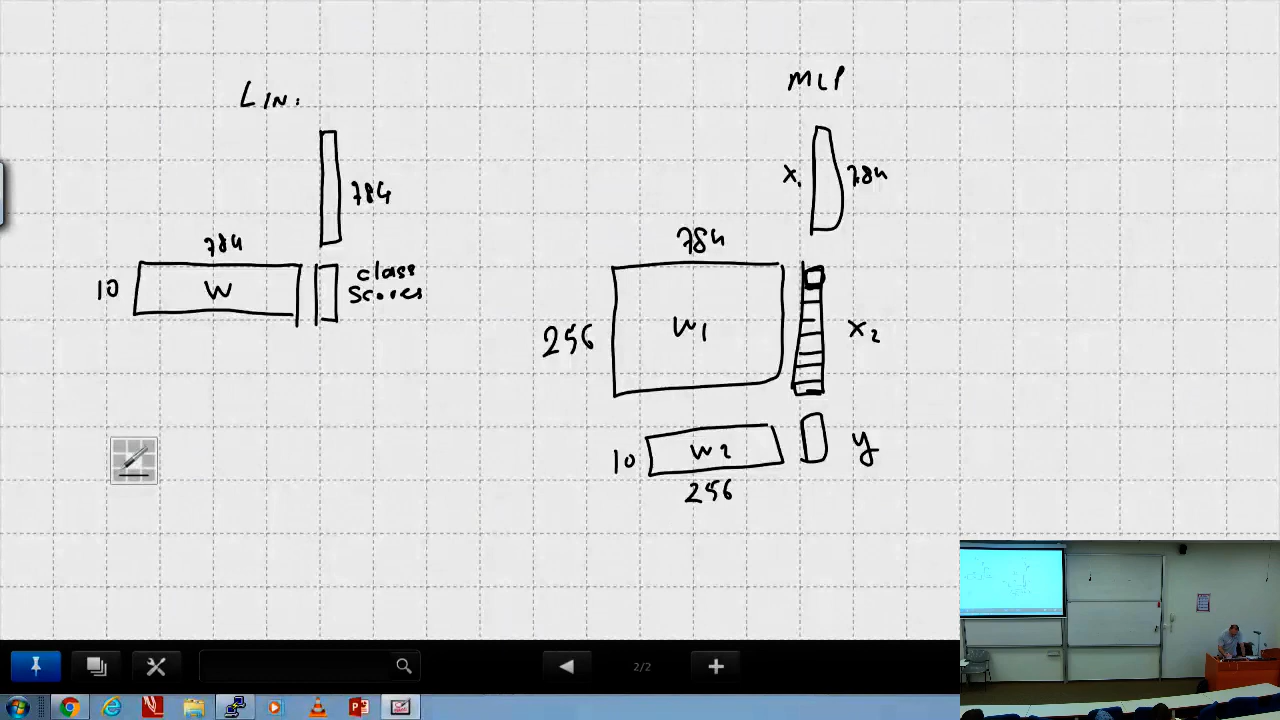 LIN.
784
784
10
W
class
scores
MLP
x₁
784
784
256
W1
x2
10
W2
256
y
2/2